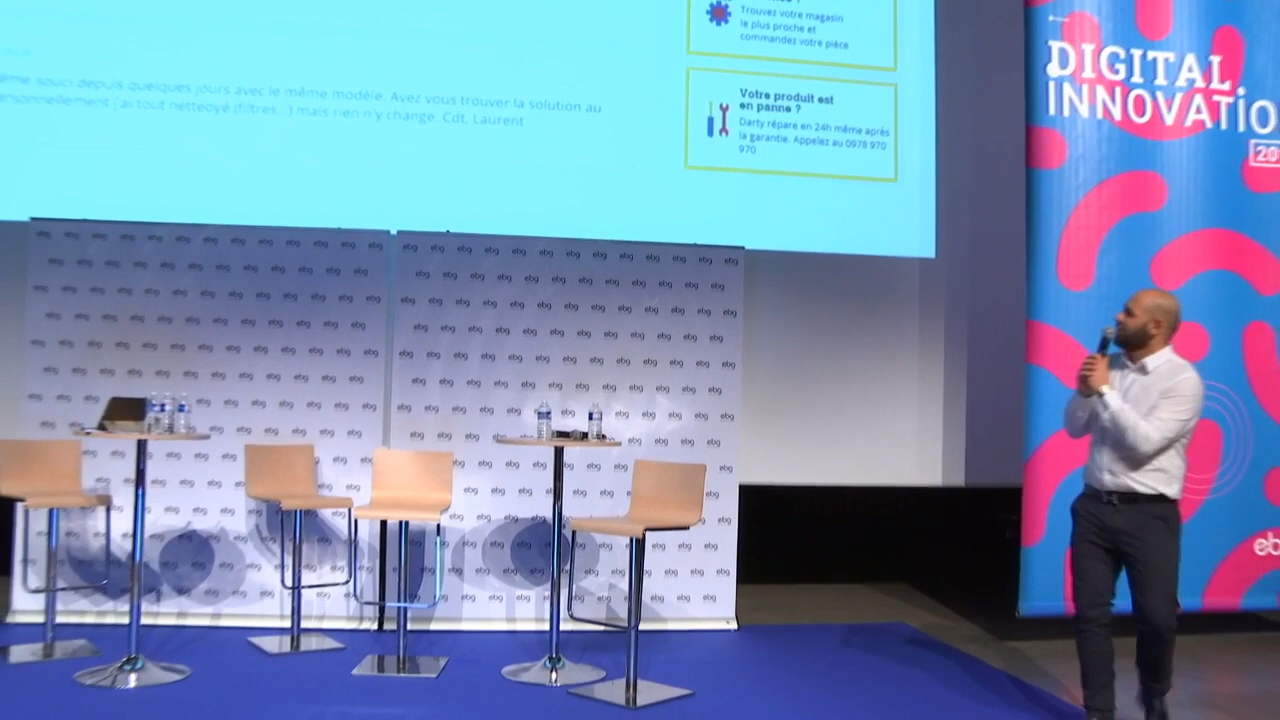 Trouvez votre magasin
le plus proche et
commandez votre pièce
même souci depuis quelques jours avec le même modèle. Avez vous trouver la solution au
personnellement j'ai tout nettoyé (filtres...) mais rien n'y change. Cdt, Laurent
Votre produit est
en panne ?
Darty répare en 24h même après
la garantie. Appelez au 0978 970
970
DIGITAL
INNOVATiO
20
ebg